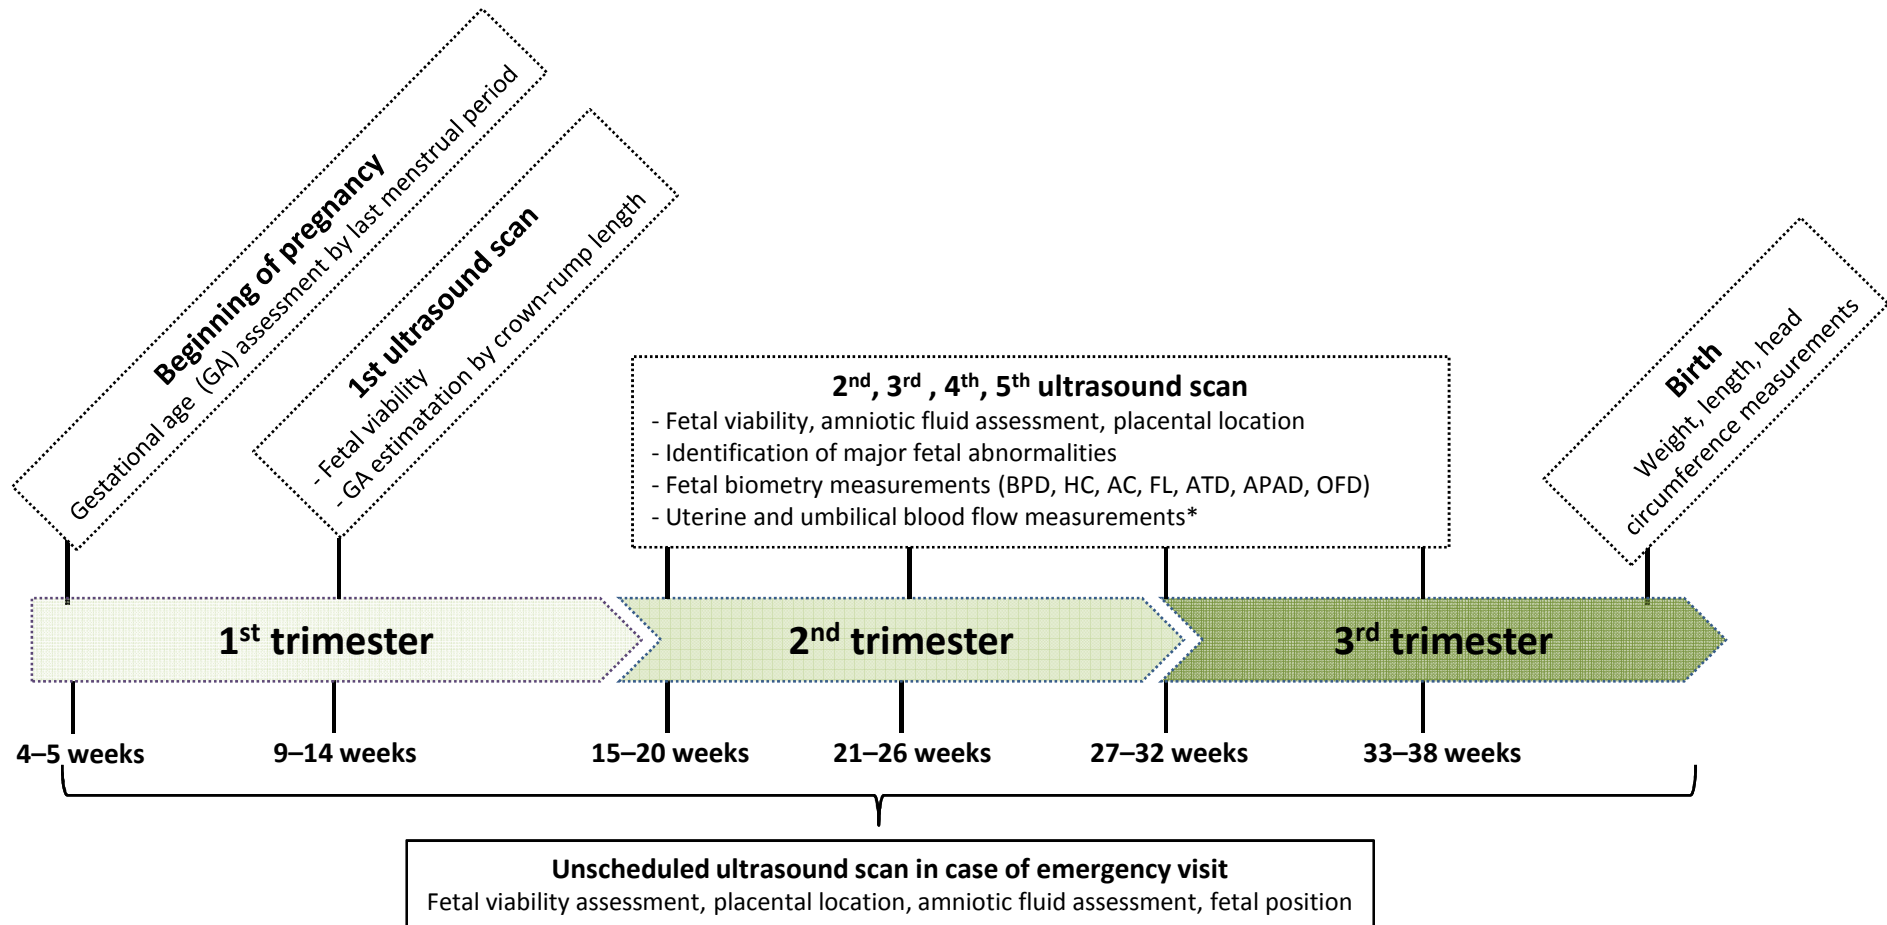 Beginning of pregnancy
Gestational age (GA) assessment by last menstrual period
1st ultrasound scan
- Fetal viability
- GA estimatation by crown-rump length
2nd, 3rd , 4th, 5th ultrasound scan
- Fetal viability, amniotic fluid assessment, placental location
- Identification of major fetal abnormalities
- Fetal biometry measurements (BPD, HC, AC, FL, ATD, APAD, OFD)
- Uterine and umbilical blood flow measurements*
Birth
Weight, length, head
circumference measurements
1st trimester
2nd trimester
3rd trimester
4–5 weeks
9–14 weeks
15–20 weeks
21–26 weeks
27–32 weeks
33–38 weeks
Unscheduled ultrasound scan in case of emergency visit
Fetal viability assessment, placental location, amniotic fluid assessment, fetal position